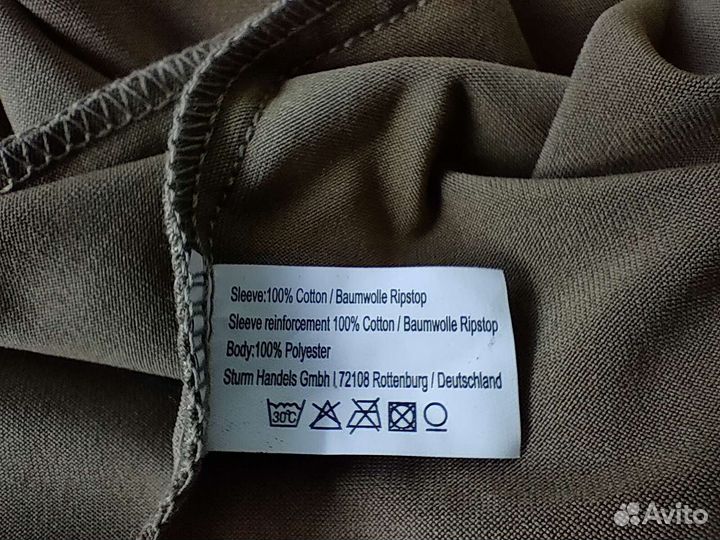 Sleeve:100% Cotton / Baumwolle Ripstop
Sleeve reinforcement 100% Cotton / Baumwolle Ripstop
Body:100% Polyester
Sturm Handels Gmbh l,72108 Rottenburg / Deutschland
30°C
Avito